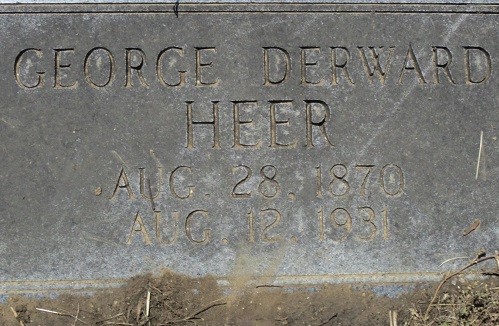 GEORGE DERWARD
HEER
AUG. 28. 1870
AUG. 12. 1931